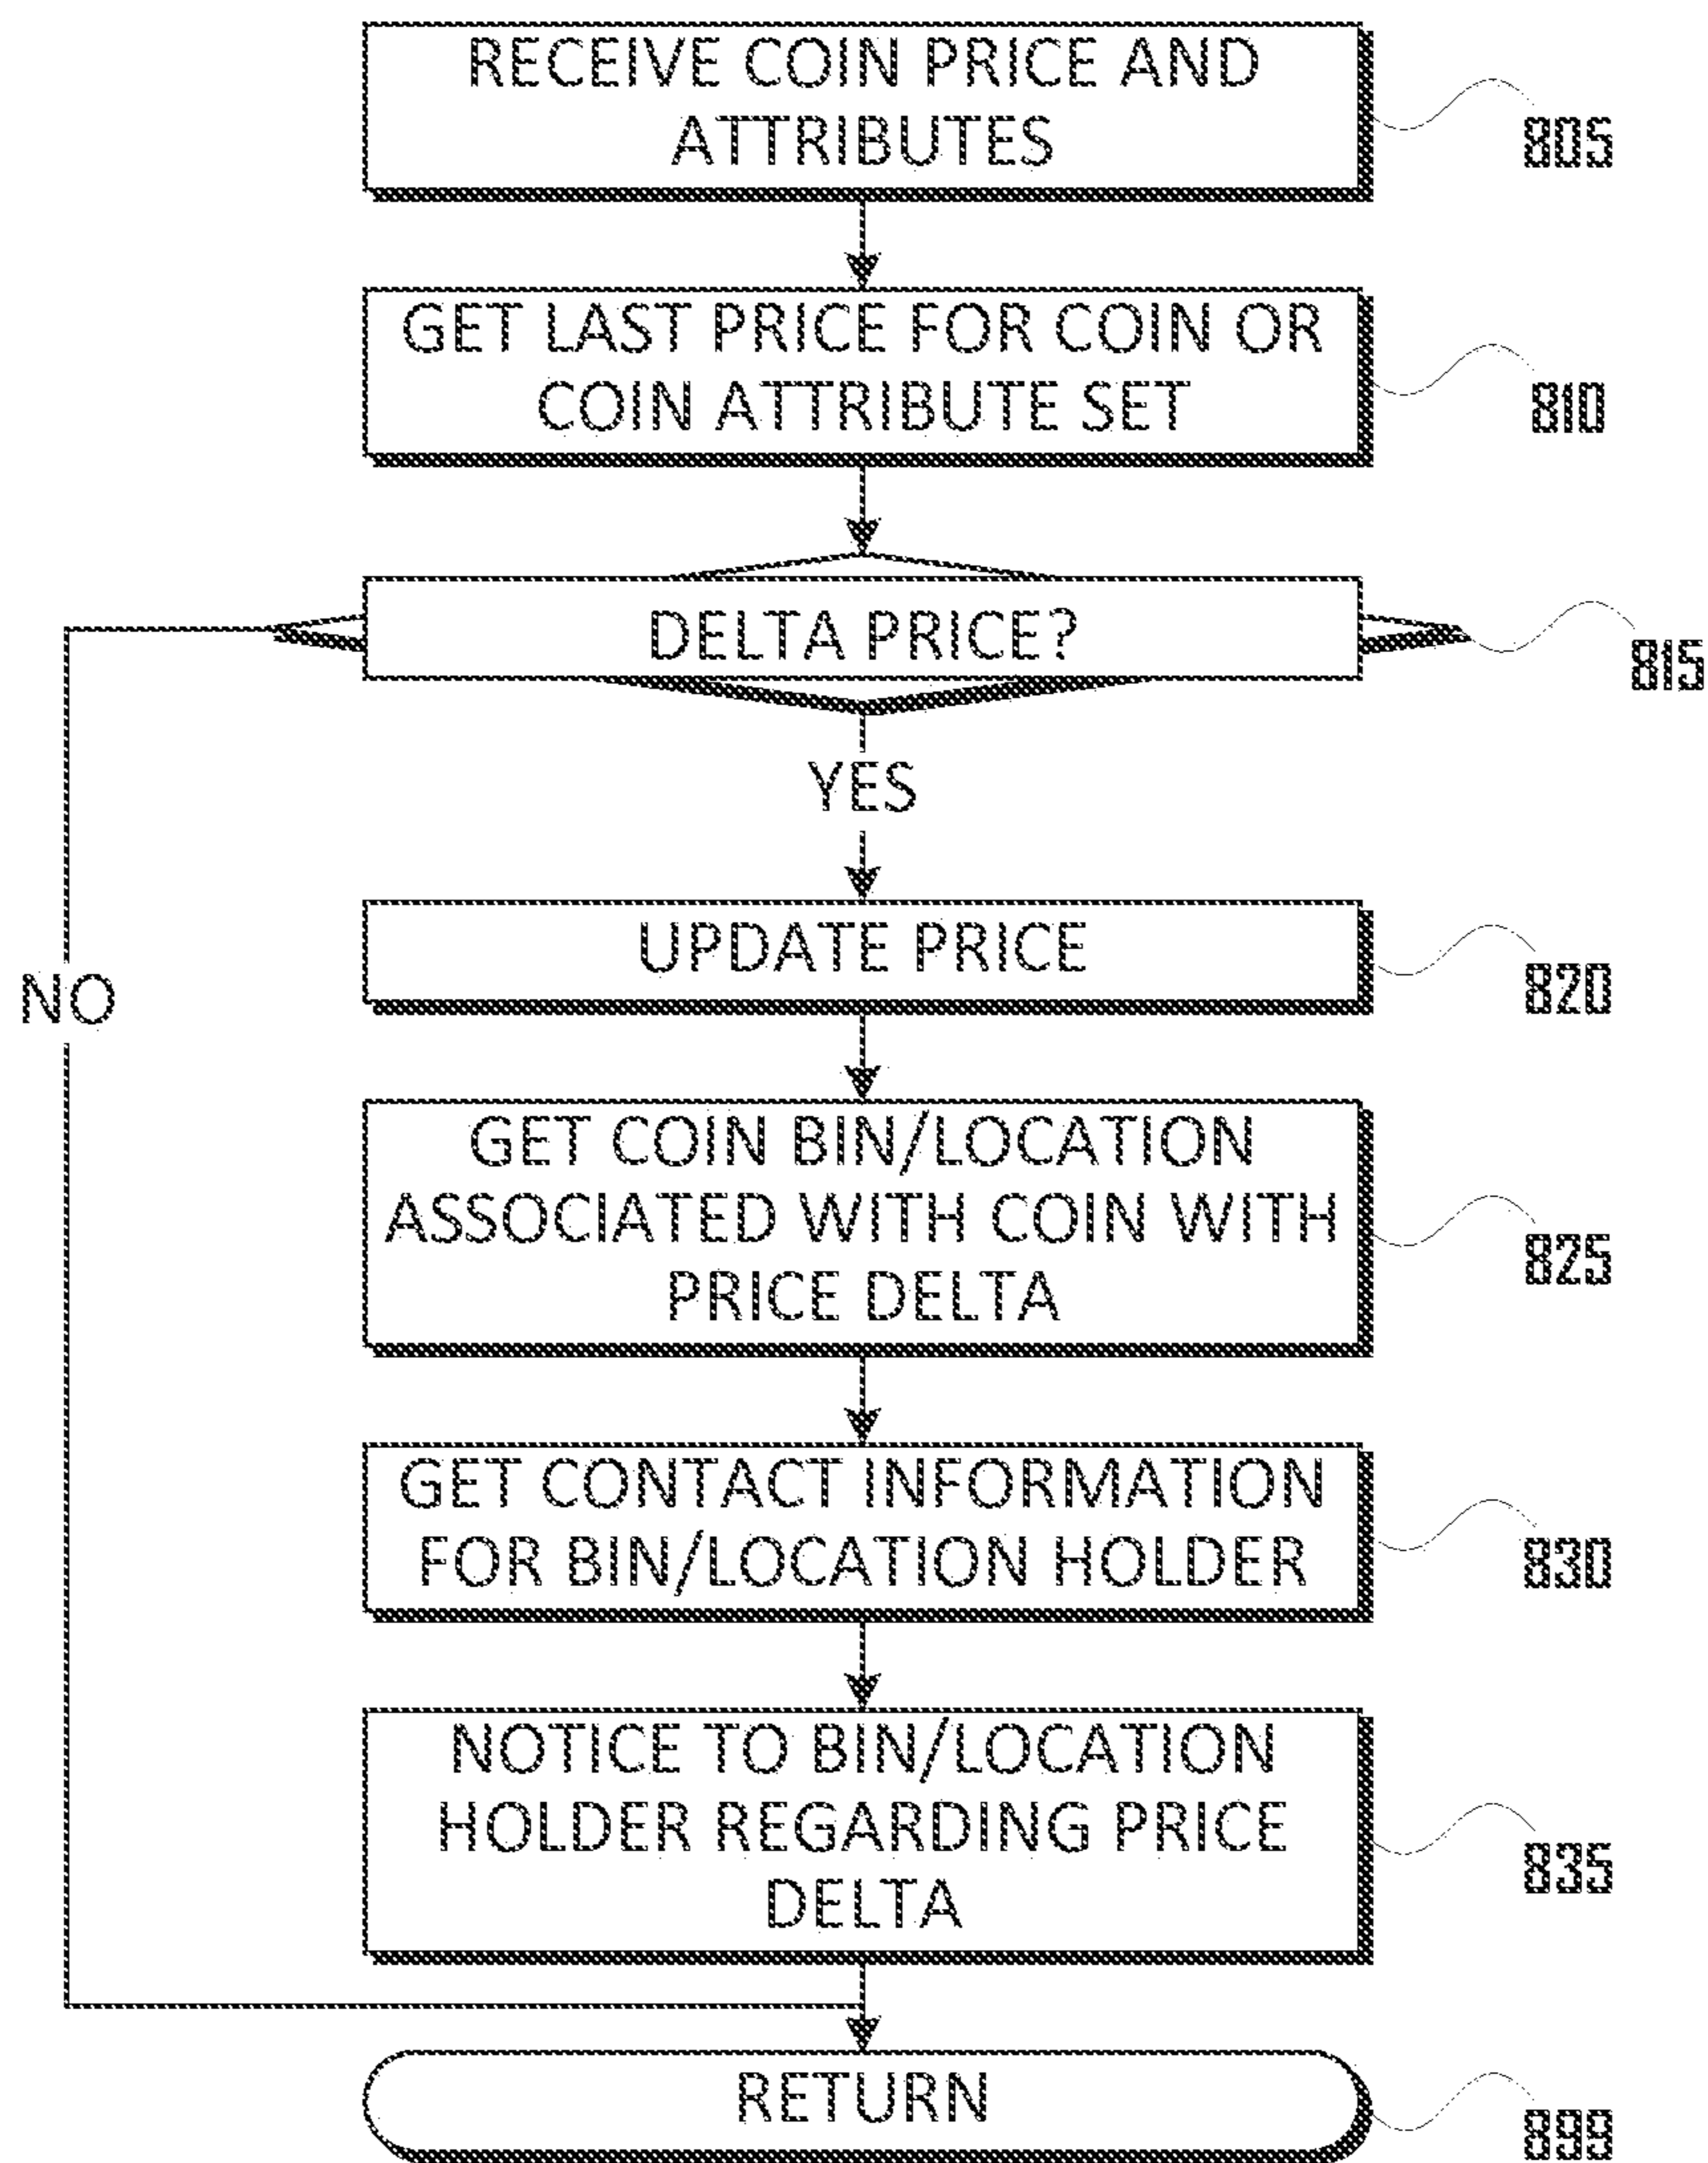 RECEIVE COIN PRICE AND
ATTRIBUTES
805
GET LAST PRICE FOR COIN OR
COIN ATTRIBUTE SET
810
DELTA PRICE?
815
YES
UPDATE PRICE
820
NO
GET COIN BIN/LOCATION
ASSOCIATED WITH COIN WITH
PRICE DELTA
825
GET CONTACT INFORMATION
FOR BIN/LOCATION HOLDER
830
NOTICE TO BIN/LOCATION
HOLDER REGARDING PRICE
DELTA
835
RETURN
899